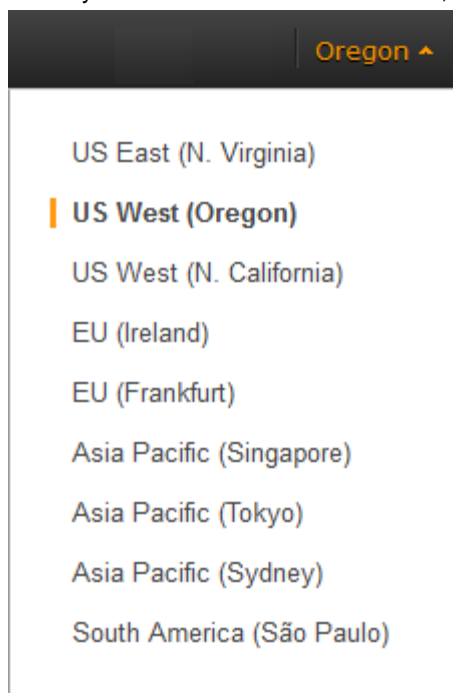 Oregon
US East (N. Virginia)
US West (Oregon)
US West (N. California)
EU (Ireland)
EU (Frankfurt)
Asia Pacific (Singapore)
Asia Pacific (Tokyo)
Asia Pacific (Sydney)
South America (São Paulo)